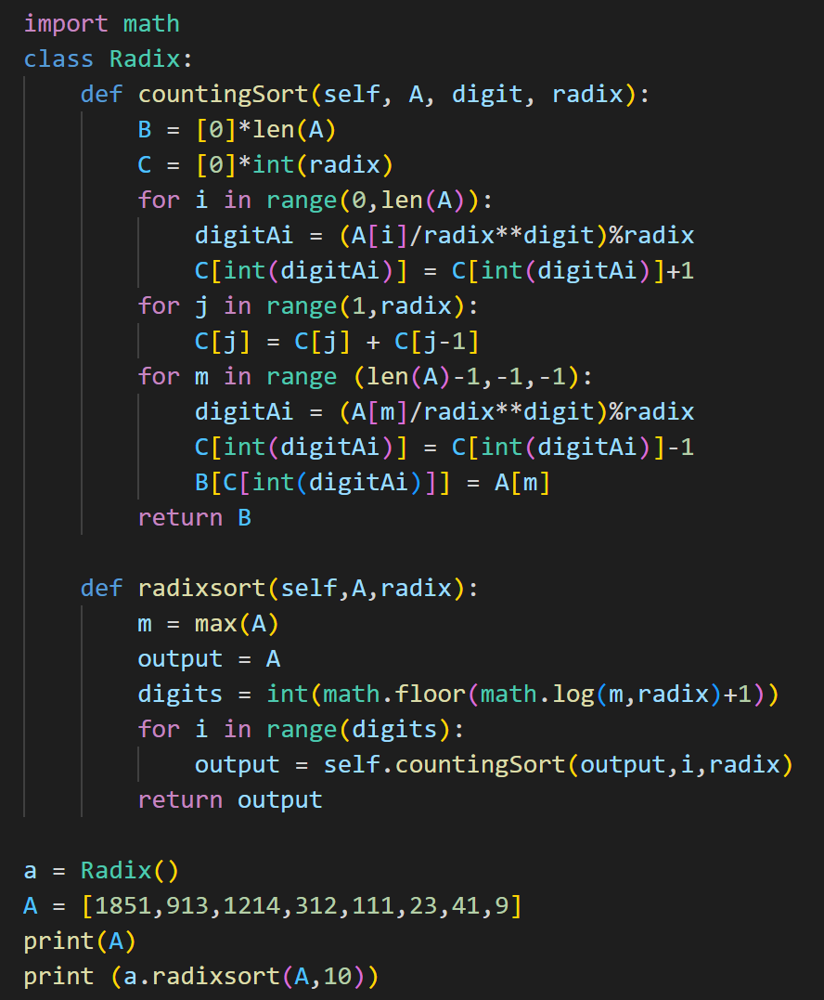 import math
class Radix:
    def countingSort(self, A, digit, radix):
        B = [0]*len(A)
        C = [0]*int(radix)
        for i in range(0,len(A)):
            digitAi = (A[i]/radix**digit)%radix
            C[int(digitAi)] = C[int(digitAi)]+1
        for j in range(1,radix):
            C[j] = C[j] + C[j-1]
        for m in range (len(A)-1,-1,-1):
            digitAi = (A[m]/radix**digit)%radix
            C[int(digitAi)] = C[int(digitAi)]-1
            B[C[int(digitAi)]] = A[m]
        return B

    def radixsort(self,A,radix):
        m = max(A)
        output = A
        digits = int(math.floor(math.log(m,radix)+1))
        for i in range(digits):
            output = self.countingSort(output,i,radix)
        return output

a = Radix()
A = [1851,913,1214,312,111,23,41,9]
print(A)
print (a.radixsort(A,10))